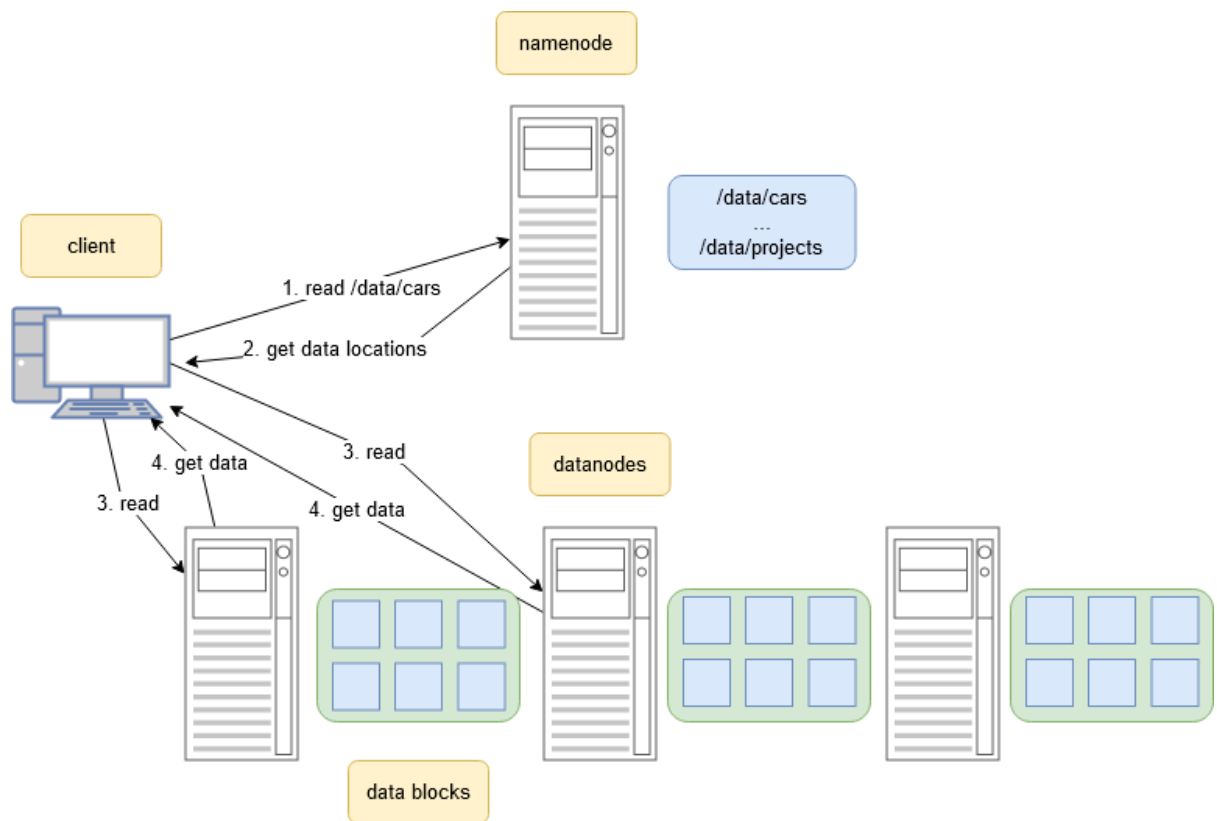 namenode
/data/cars
...
/data/projects
client
1. read /data/cars
2. get data locations
3. read
datanodes
4. get data
3. read
4. get data
data blocks